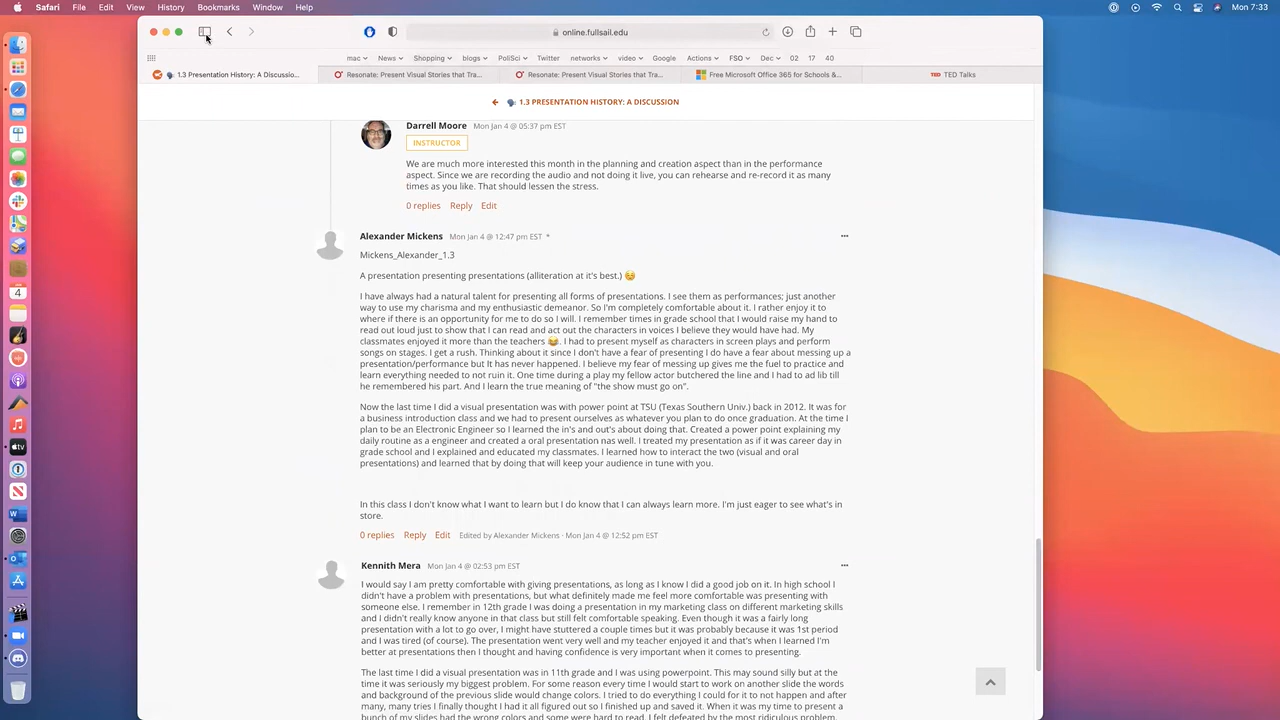 Safari File Edit View History Bookmarks Window Help Mon 7:33
online.fullsail.edu
mac News Shopping blogs PoliSci Twitter networks video Google Actions FSO Dec 02 17 40
1.3 Presentation History: A Discussio... Resonate: Present Visual Stories that Tra... Resonate: Present Visual Stories that Tra... Free Microsoft Office 365 for Schools &... TED TED Talks
1.3 PRESENTATION HISTORY: A DISCUSSION
Darrell Moore Mon Jan 4 @ 05:37 pm EST
INSTRUCTOR
We are much more interested this month in the planning and creation aspect than in the performance
aspect. Since we are recording the audio and not doing it live, you can rehearse and re-record it as many
times as you like. That should lessen the stress.
0 replies Reply Edit
Alexander Mickens Mon Jan 4 @ 12:47 pm EST *
Mickens_Alexander_1.3
A presentation presenting presentations (alliteration at it's best.) 😊
I have always had a natural talent for presenting all forms of presentations. I see them as performances; just another
way to use my charisma and my enthusiastic demeanor. So I'm completely comfortable about it. I rather enjoy it to
where if there is an opportunity for me to do so I will. I remember times in grade school that I would raise my hand to
read out loud just to show that I can read and act out the characters in voices I believe they would have had. My
classmates enjoyed it more than the teachers 😂. I had to present myself as characters in screen plays and perform
songs on stages. I get a rush. Thinking about it since I don't have a fear of presenting I do have a fear about messing up a
presentation/performance but It has never happened. I believe my fear of messing up gives me the fuel to practice and
learn everything needed to not ruin it. One time during a play my fellow actor butchered the line and I had to ad lib till
he remembered his part. And I learn the true meaning of "the show must go on".
Now the last time I did a visual presentation was with power point at TSU (Texas Southern Univ.) back in 2012. It was for
a business introduction class and we had to present ourselves as whatever you plan to do once graduation. At the time I
plan to be an Electronic Engineer so I learned the in's and out's about doing that. Created a power point explaining my
daily routine as a engineer and created a oral presentation nas well. I treated my presentation as if it was career day in
grade school and I explained and educated my classmates. I learned how to interact the two (visual and oral
presentations) and learned that by doing that will keep your audience in tune with you.
In this class I don't know what I want to learn but I do know that I can always learn more. I'm just eager to see what's in
store.
0 replies Reply Edit Edited by Alexander Mickens · Mon Jan 4 @ 12:52 pm EST
Kennith Mera Mon Jan 4 @ 02:53 pm EST
I would say I am pretty comfortable with giving presentations, as long as I know I did a good job on it. In high school I
didn't have a problem with presentations, but what definitely made me feel more comfortable was presenting with
someone else. I remember in 12th grade I was doing a presentation in my marketing class on different marketing skills
and I didn't really know anyone in that class but still felt comfortable speaking. Even though it was a fairly long
presentation with a lot to go over, I might have stuttered a couple times but it was probably because it was 1st period
and I was tired (of course). The presentation went very well and my teacher enjoyed it and that's when I learned I'm
better at presentations then I thought and having confidence is very important when it comes to presenting.
The last time I did a visual presentation was in 11th grade and I was using powerpoint. This may sound silly but at the
time it was seriously my biggest problem. For some reason every time I would start to work on another slide the words
and background of the previous slide would change colors. I tried to do everything I could for it to not happen and after
many, many tries I finally thought I had it all figured out so I finished up and saved it. When it was my time to present a
bunch of my slides had the wrong colors and some were hard to read. I felt defeated by the most ridiculous problem.